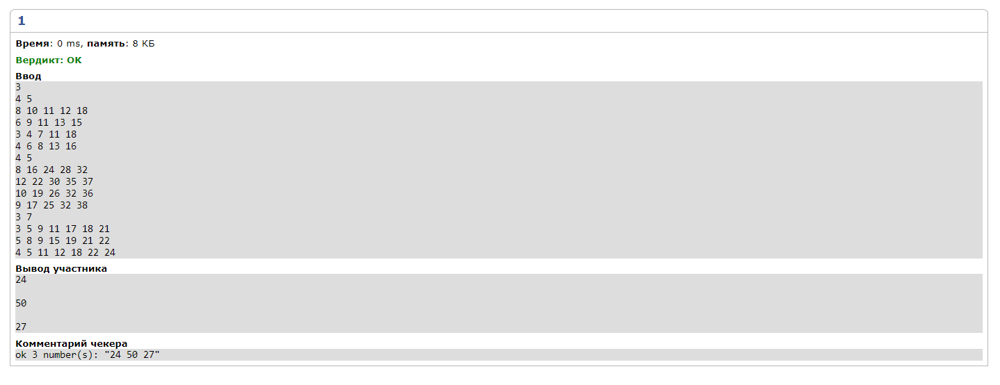 1
Время: 0 ms, память: 8 КБ
Вердикт: OK
Ввод
3
4 5
8 10 11 12 18
6 9 11 13 15
3 4 7 11 18
4 6 8 13 16
4 5
8 16 24 28 32
12 22 30 35 37
10 19 26 32 36
9 17 25 32 38
3 7
3 5 9 11 17 18 21
5 8 9 15 19 21 22
4 5 11 12 18 22 24
Вывод участника
24
50
27
Комментарий чекера
ok 3 number(s): "24 50 27"